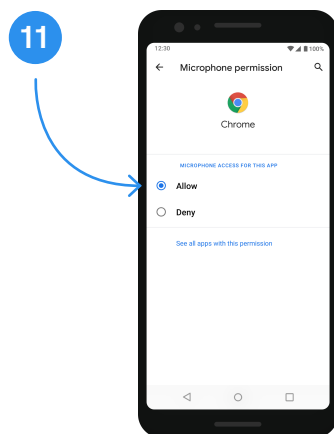 11
12:30
100%
Microphone permission
Chrome
MICROPHONE ACCESS FOR THIS APP
Allow
Deny
See all apps with this permission